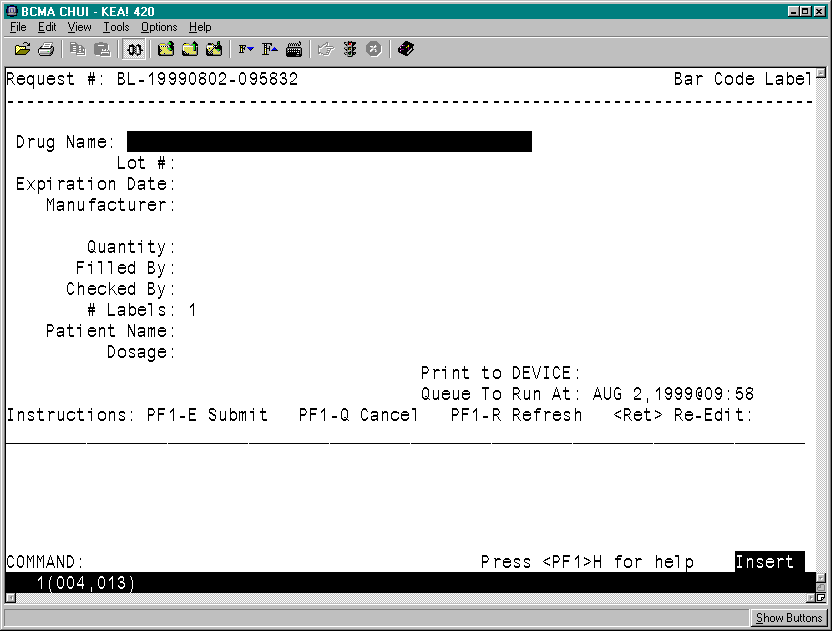 BCMA CHUI - KEA! 420
File Edit View Tools Options Help
Request #: BL-19990802-095832 Bar Code Label
Drug Name:
Lot #:
Expiration Date:
Manufacturer:
Quantity:
Filled By:
Checked By:
# Labels: 1
Patient Name:
Dosage:
Print to DEVICE:
Queue To Run At: AUG 2,1999@09:58
Instructions: PF1-E Submit PF1-Q Cancel PF1-R Refresh <Ret> Re-Edit:
COMMAND: Press <PF1>H for help Insert
1(004,013)
Show Buttons